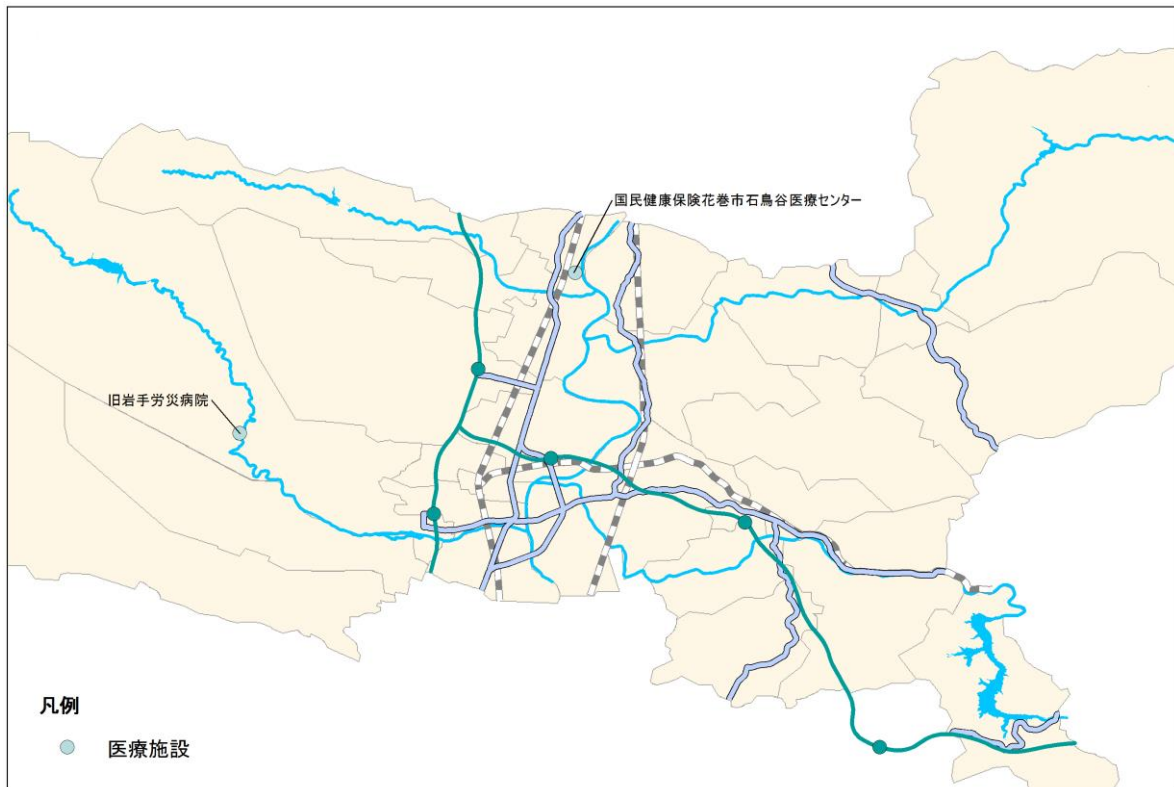 国民健康保険花巻市石鳥谷医療センター
旧岩手労災病院
凡例
医療施設